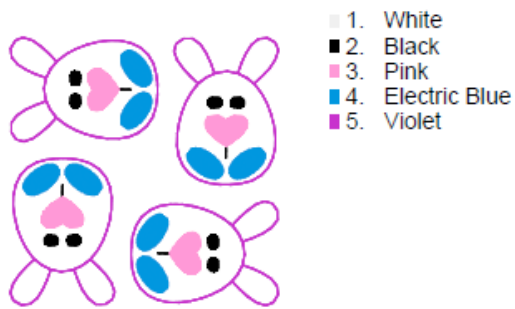 1. White
2. Black
3. Pink
4. Electric Blue
5. Violet